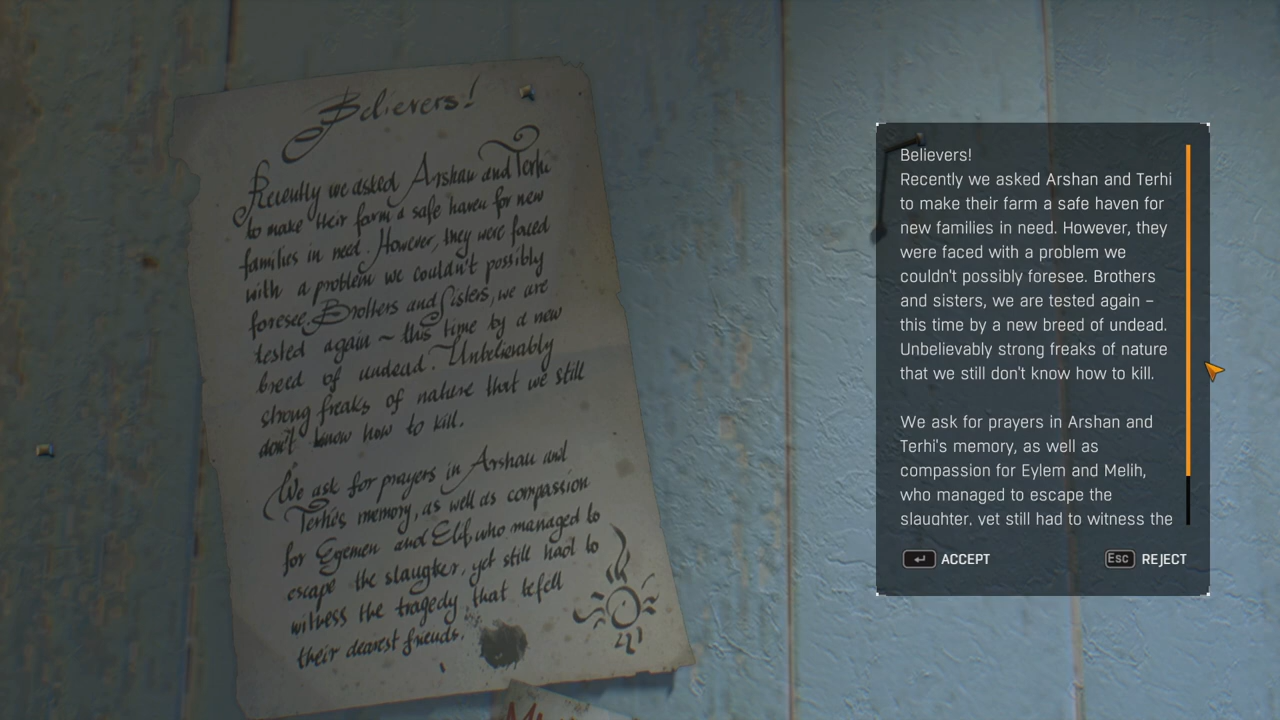 Believers!
Recently we asked Arshan and Terhi
to make their farm a safe haven for new
families in need. However, they were faced
with a problem we couldn't possibly
foresee. Brothers and Sisters, we are
tested again ~ this time by a new
breed of undead. Unbelievably
strong freaks of nature that we still
don't know how to kill.
We ask for prayers in Arshan and
Terhi's memory, as well as compassion
for Egemen and Elif, who managed to
escape the slaughter, yet still had to
witness the tragedy that befell
their dearest friends.
Believers!
Recently we asked Arshan and Terhi
to make their farm a safe haven for
new families in need. However, they
were faced with a problem we
couldn't possibly foresee. Brothers
and sisters, we are tested again –
this time by a new breed of undead.
Unbelievably strong freaks of nature
that we still don't know how to kill.
We ask for prayers in Arshan and
Terhi's memory, as well as
compassion for Eylem and Melih,
who managed to escape the
slaughter, yet still had to witness the
ACCEPT
Esc REJECT